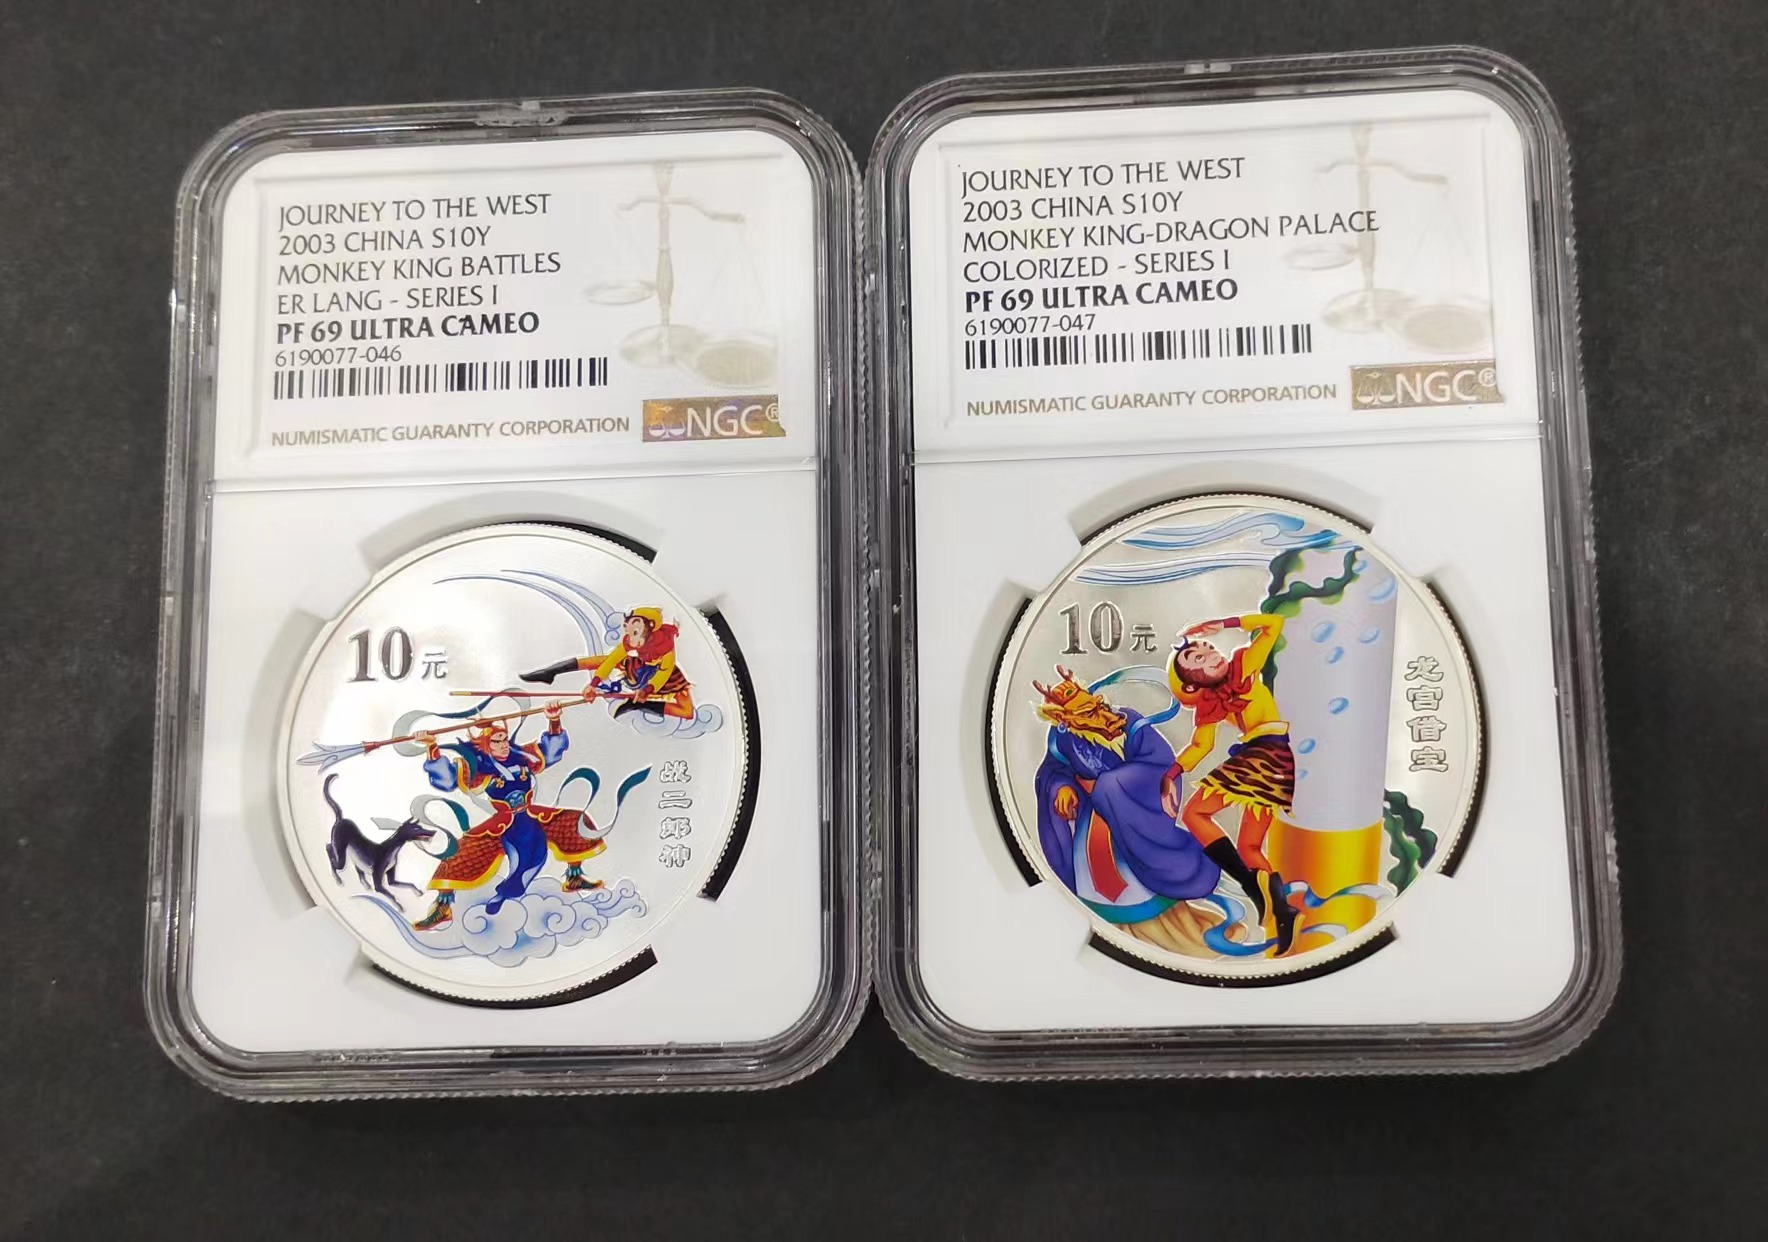 JOURNEY TO THE WEST
2003 CHINA S10Y
MONKEY KING BATTLES
ER LANG - SERIES I
PF 69 ULTRA CAMEO
6190077-046
NUMISMATIC GUARANTY CORPORATION
NGC®
10元
战二郎神
JOURNEY TO THE WEST
2003 CHINA S10Y
MONKEY KING-DRAGON PALACE
COLORIZED - SERIES I
PF 69 ULTRA CAMEO
6190077-047
NUMISMATIC GUARANTY CORPORATION
NGC®
10元
龙宫借宝